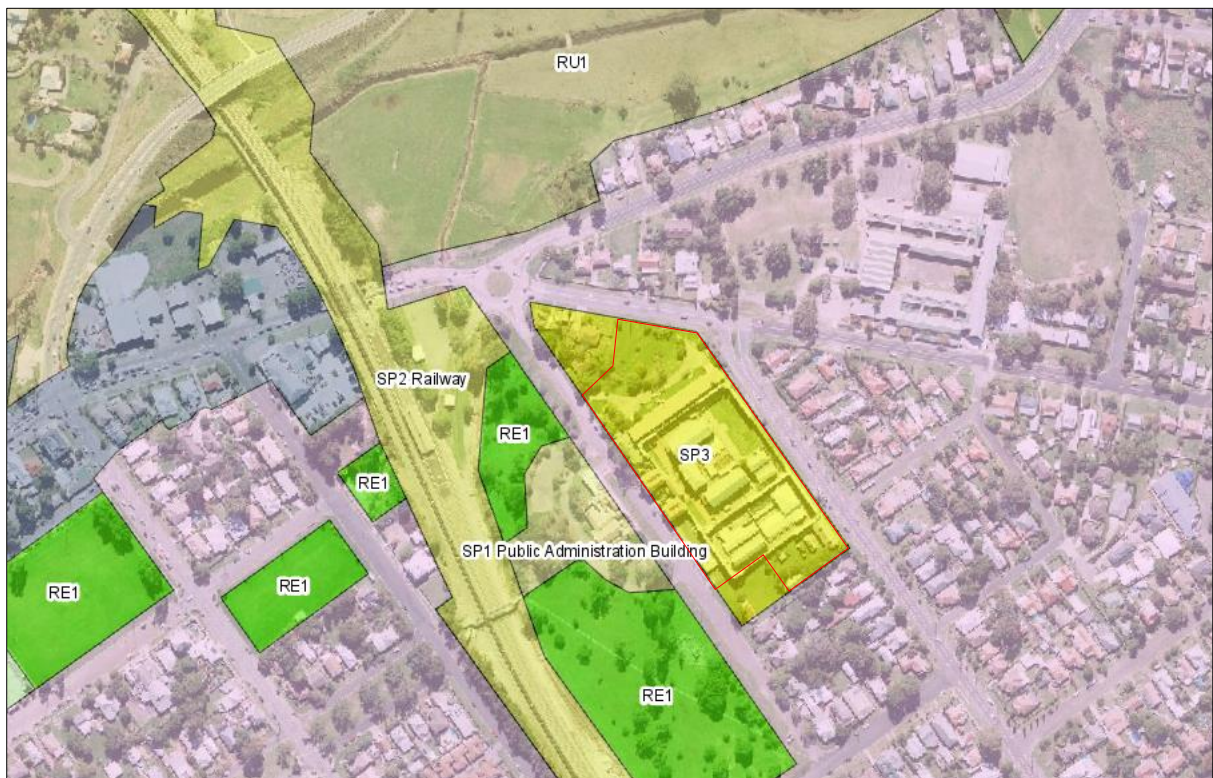 RU1
SP2 Railway
RE1
SP3
RE1
SP1 Public Administration Building
RE1
RE1
RE1